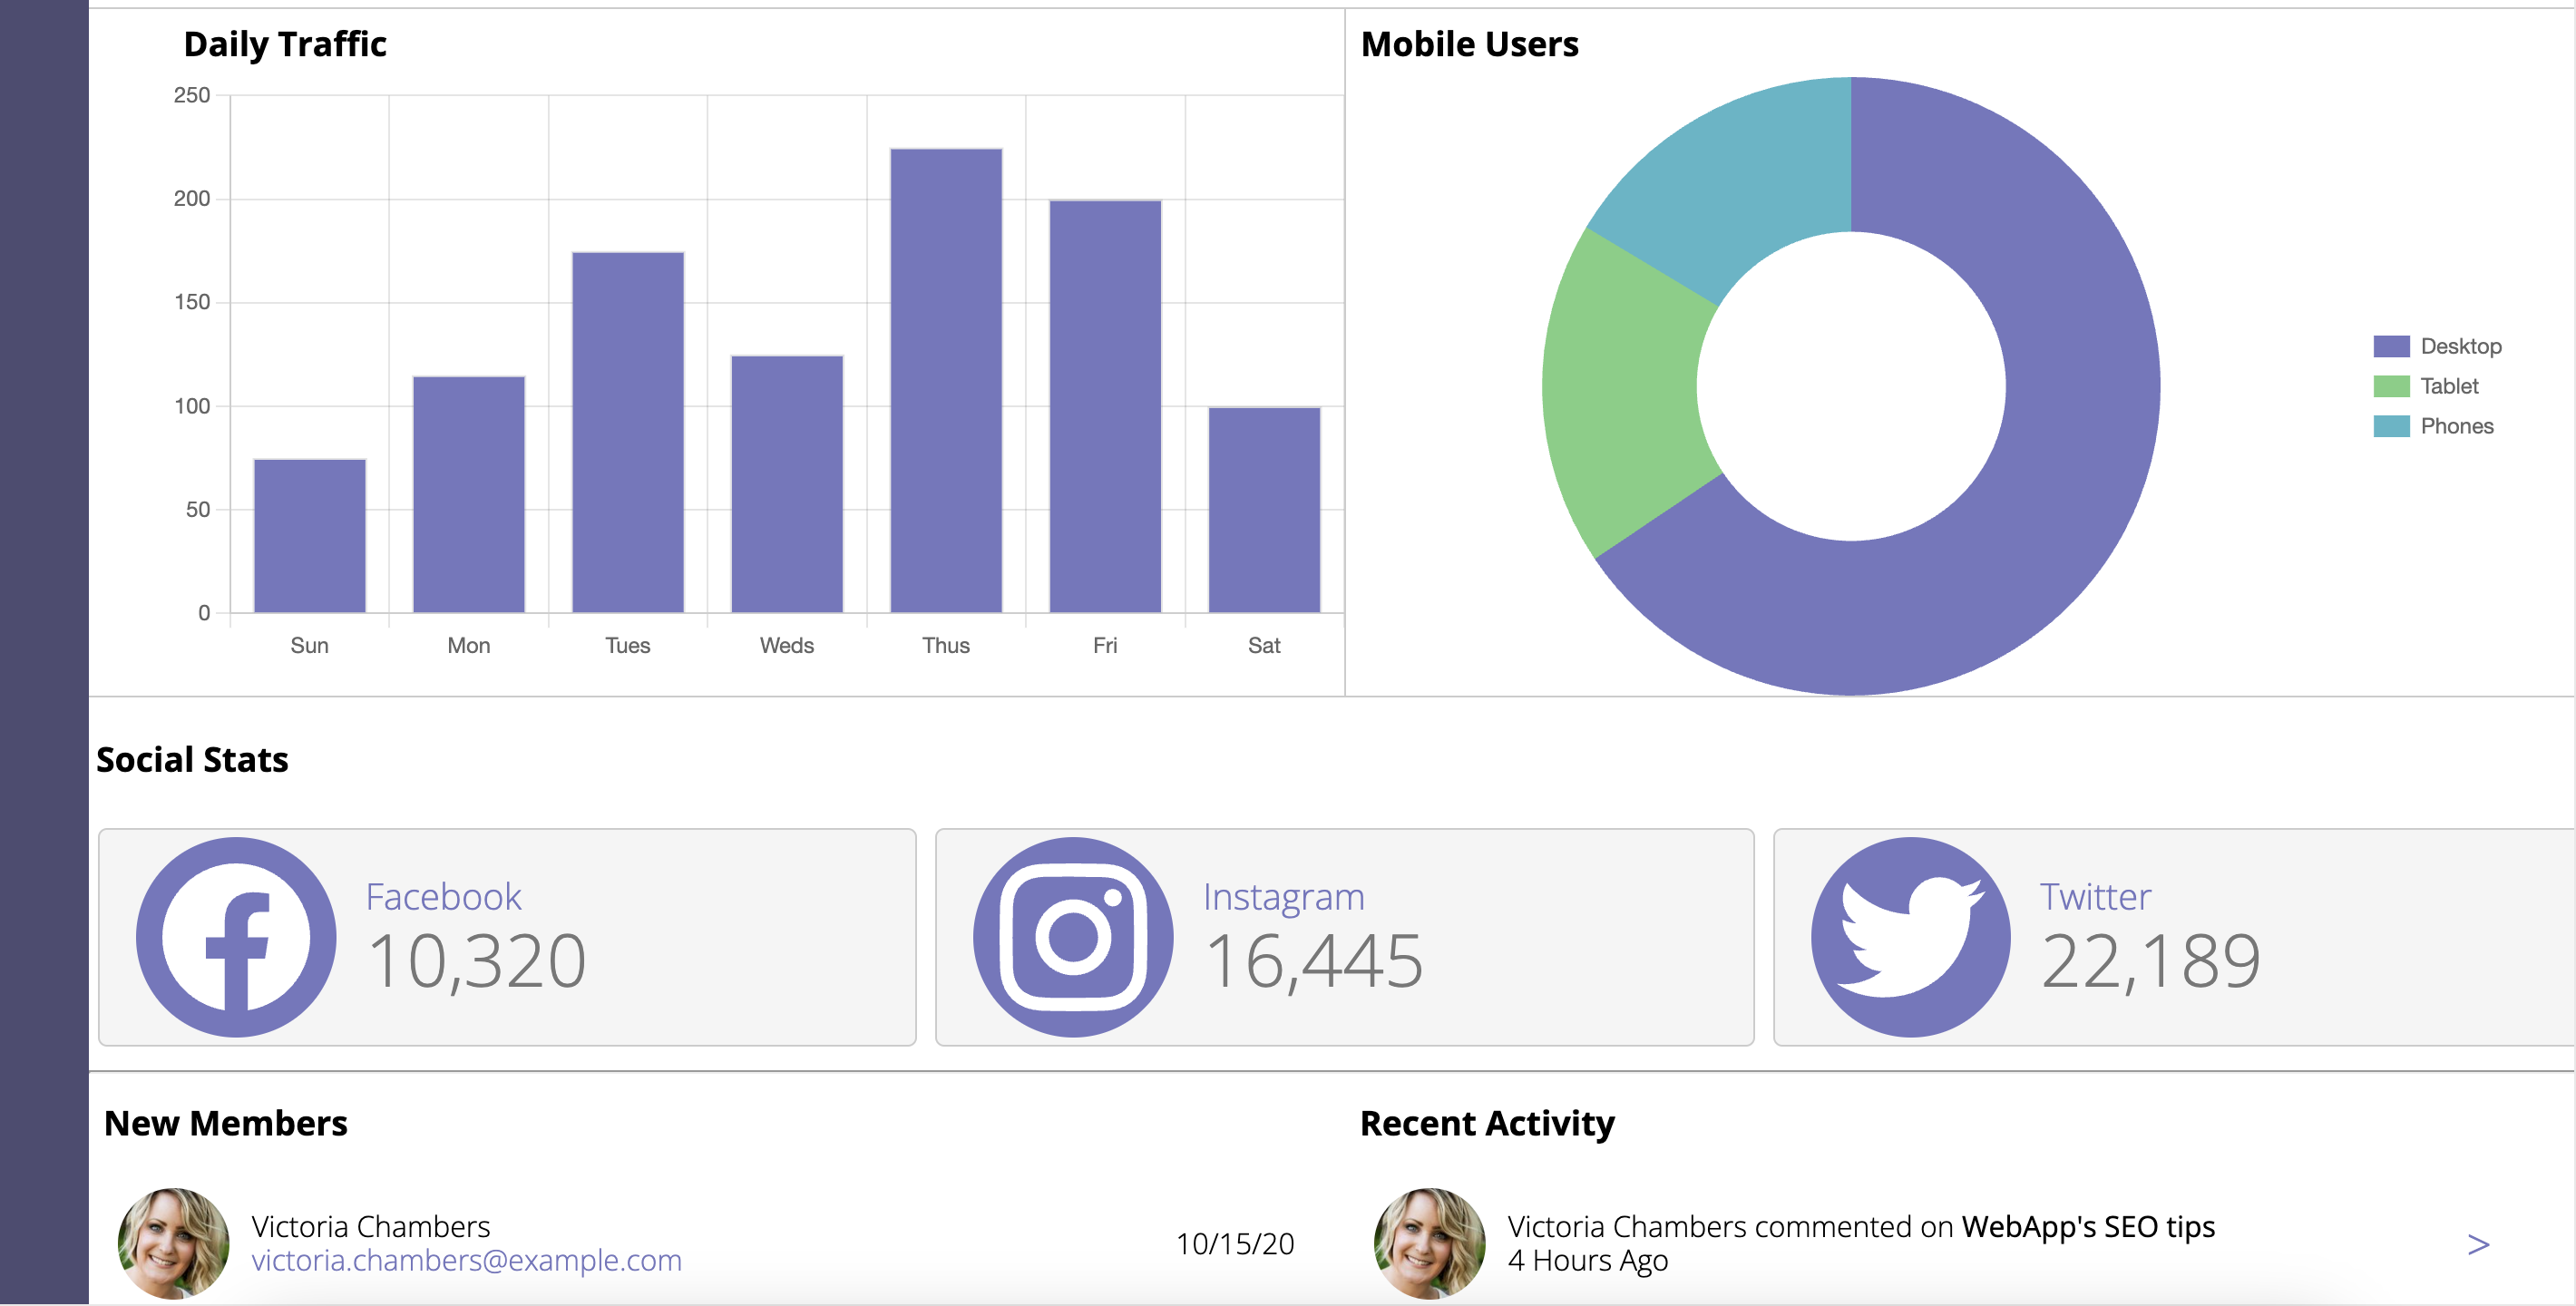 Daily Traffic
250
200
150
100
50
0
Sun Mon Tues Weds Thus Fri Sat
Mobile Users
Desktop
Tablet
Phones
Social Stats
Facebook
10,320
Instagram
16,445
Twitter
22,189
New Members
Victoria Chambers
victoria.chambers@example.com
10/15/20
Recent Activity
Victoria Chambers commented on WebApp's SEO tips
4 Hours Ago
>